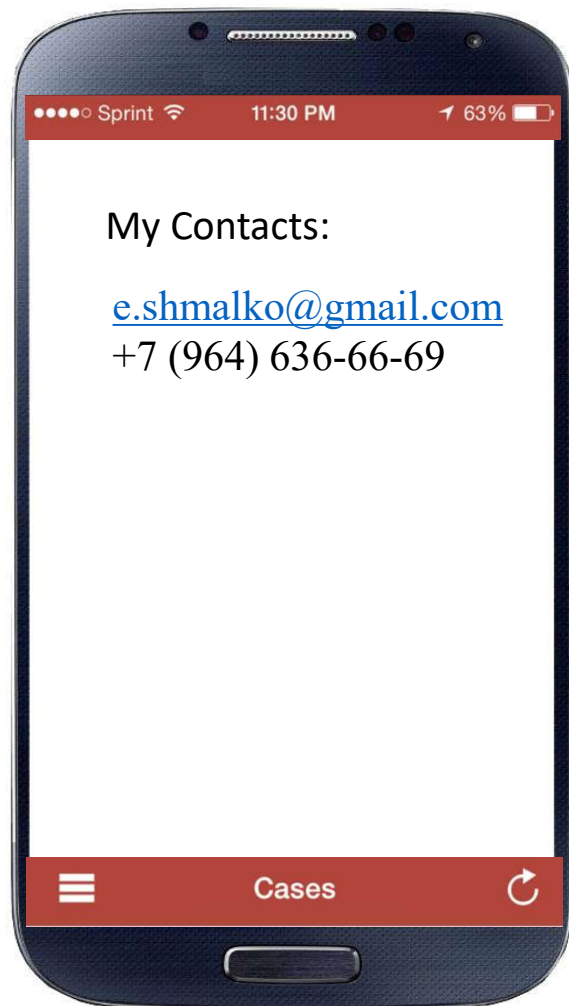 Sprint 11:30 PM 63%
My Contacts:
e.shmalko@gmail.com
+7 (964) 636-66-69
Cases